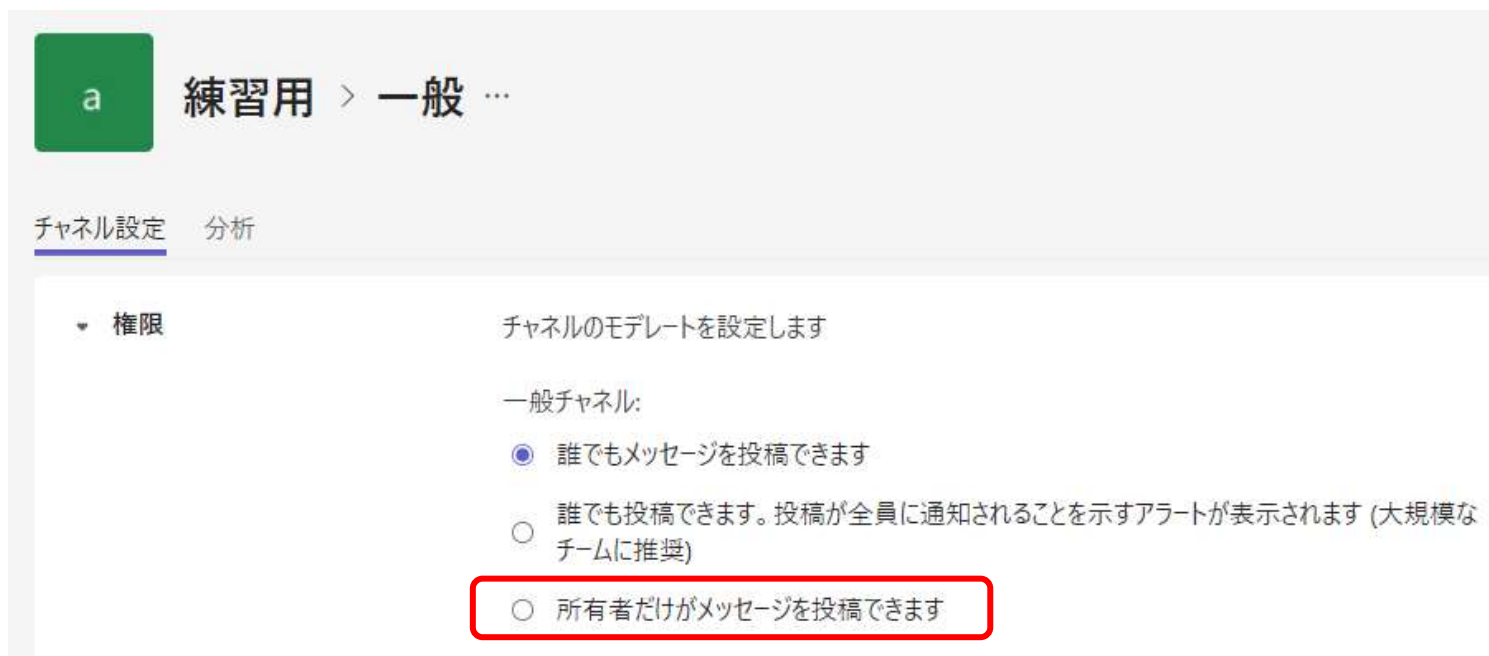 a
練習用 > 一般 …
チャネル設定 分析
権限
チャネルのモデレートを設定します
一般チャネル:
誰でもメッセージを投稿できます
誰でも投稿できます。投稿が全員に通知されることを示すアラートが表示されます (大規模な
チームに推奨)
所有者だけがメッセージを投稿できます